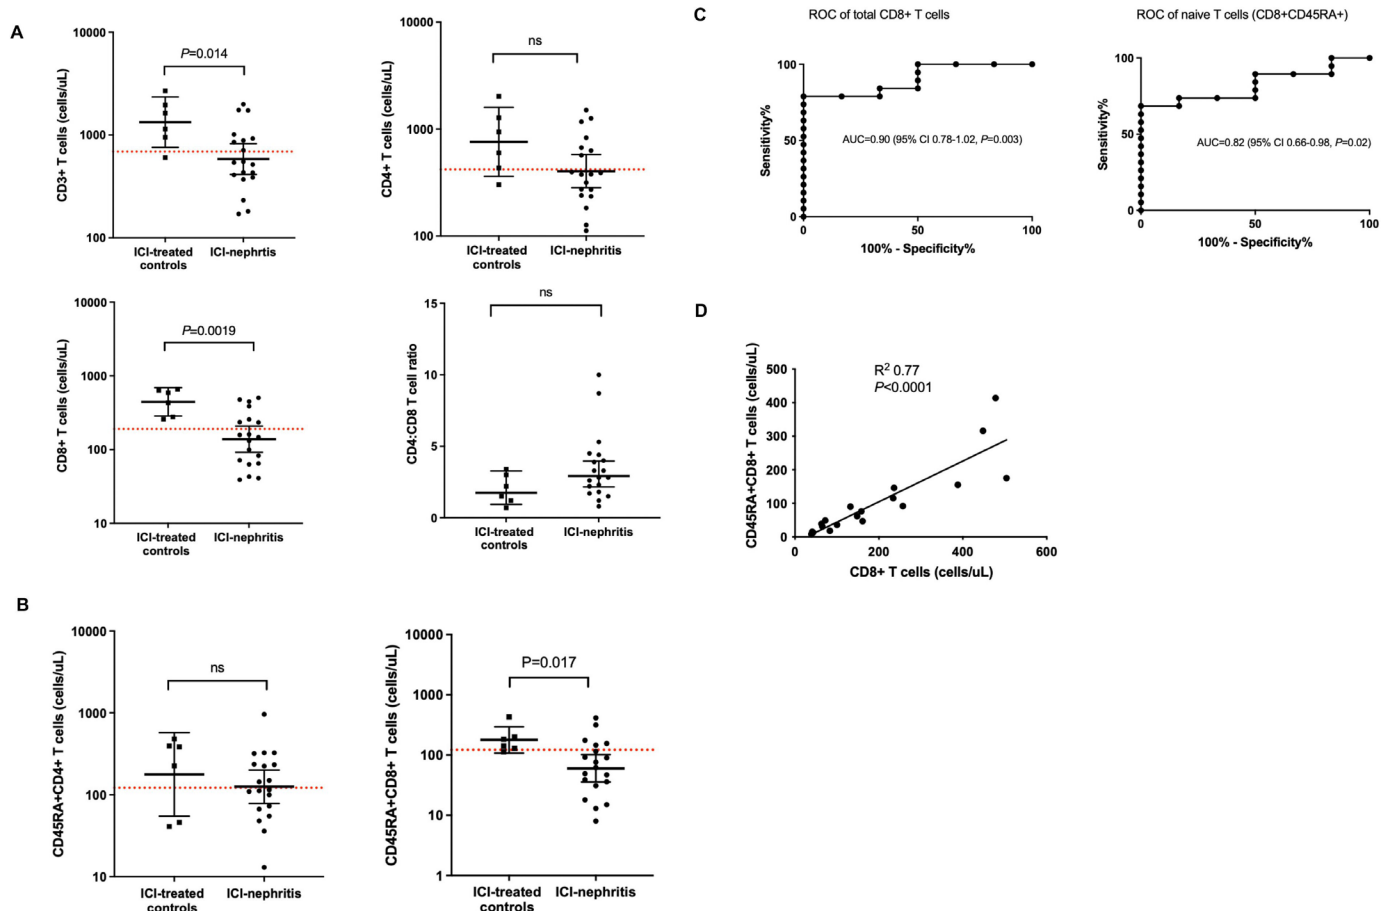 A
CD3+ T cells (cells/uL)
10000
1000
100
P=0.014
ICI-treated
controls
ICI-nephrtis
CD4+ T cells (cells/uL)
10000
1000
100
ns
ICI-treated
controls
ICI-nephritis
CD8+ T cells (cells/uL)
10000
1000
100
10
P=0.0019
ICI-treated
controls
ICI-nephritis
CD4:CD8 T cell ratio
15
10
5
0
ns
ICI-treated
controls
ICI-nephritis
B
CD45RA+CD4+ T cells (cells/uL)
10000
1000
100
10
ns
ICI-treated
controls
ICI-nephritis
CD45RA+CD8+ T cells (cells/uL)
10000
1000
100
10
1
P=0.017
ICI-treated
controls
ICI-nephritis
C
ROC of total CD8+ T cells
Sensitivity%
100
50
0
AUC=0.90 (95% CI 0.78-1.02, P=0.003)
0 50 100
100% - Specificity%
ROC of naive T cells (CD8+CD45RA+)
Sensitivity%
100
50
0
AUC=0.82 (95% CI 0.66-0.98, P=0.02)
0 50 100
100% - Specificity%
D
CD45RA+CD8+ T cells (cells/uL)
500
400
300
200
100
0
R² 0.77
P<0.0001
0 200 400 600
CD8+ T cells (cells/uL)